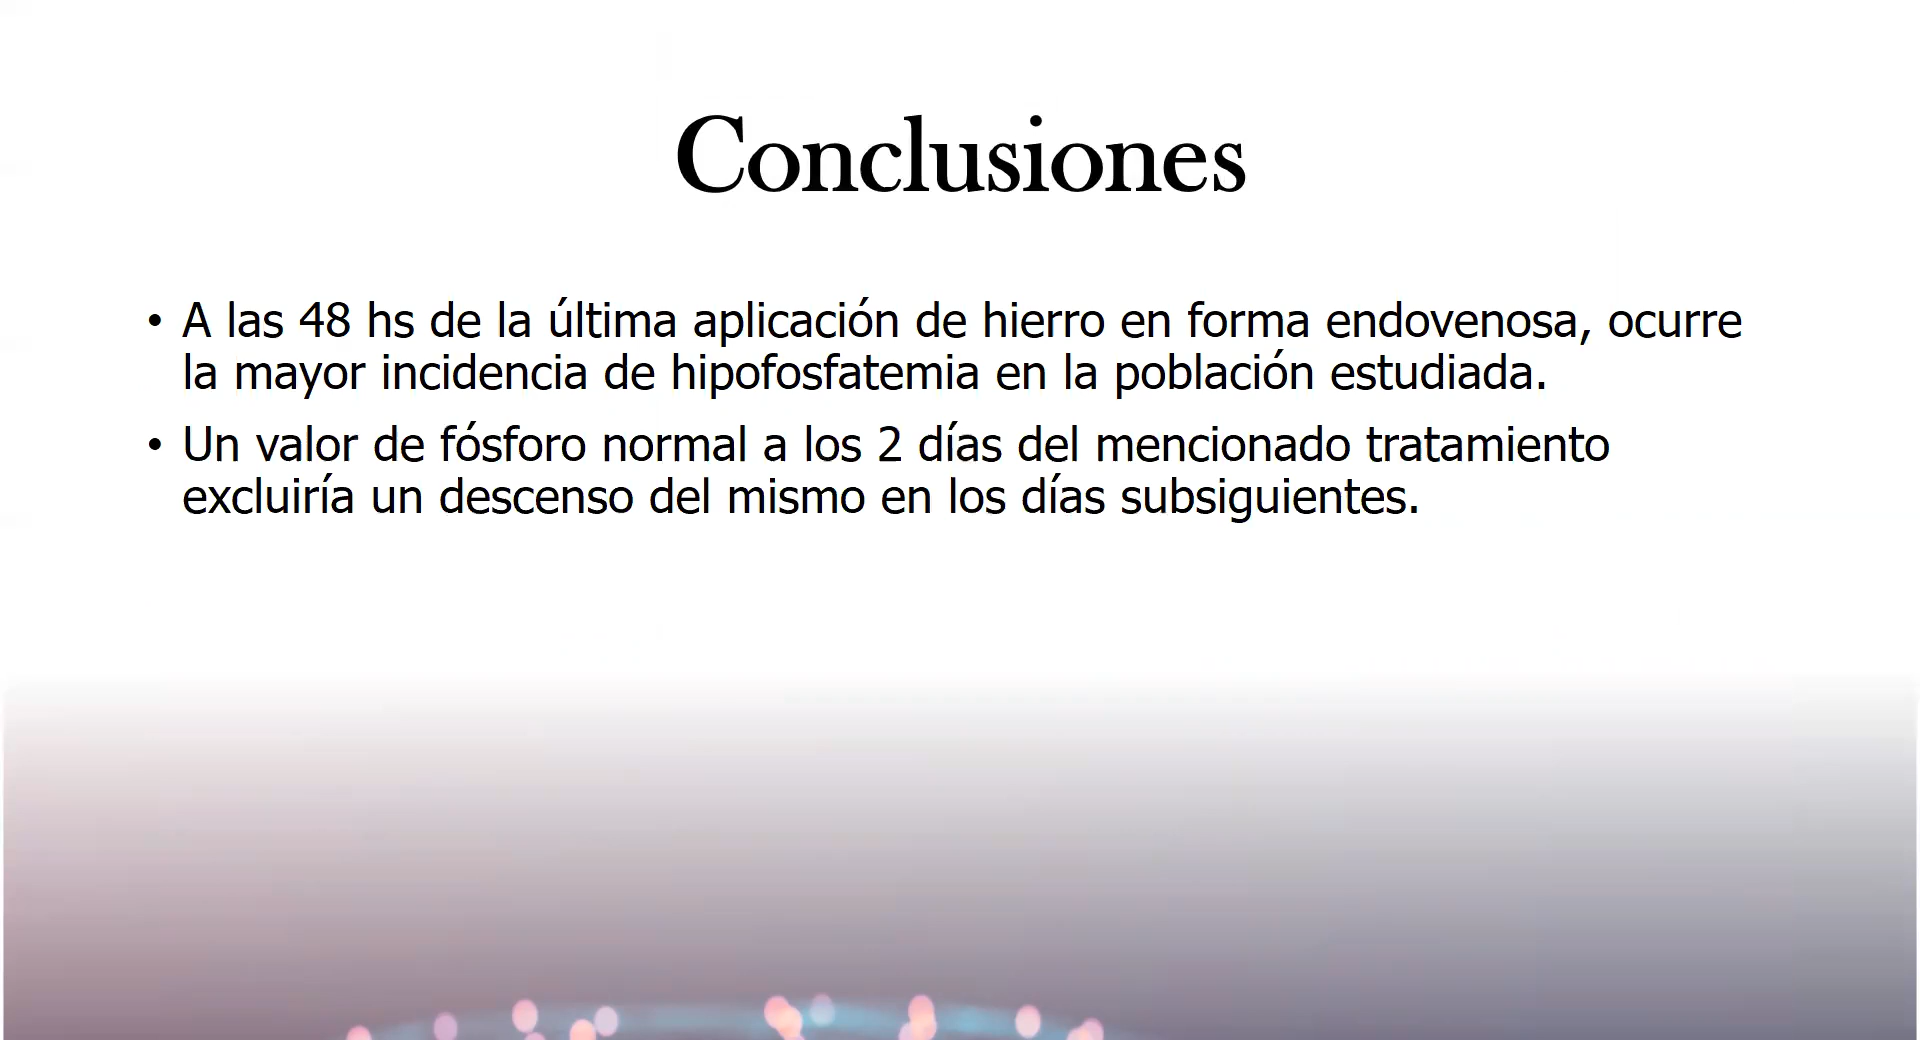 Conclusiones
• A las 48 hs de la última aplicación de hierro en forma endovenosa, ocurre
la mayor incidencia de hipofosfatemia en la población estudiada.
• Un valor de fósforo normal a los 2 días del mencionado tratamiento
excluiría un descenso del mismo en los días subsiguientes.